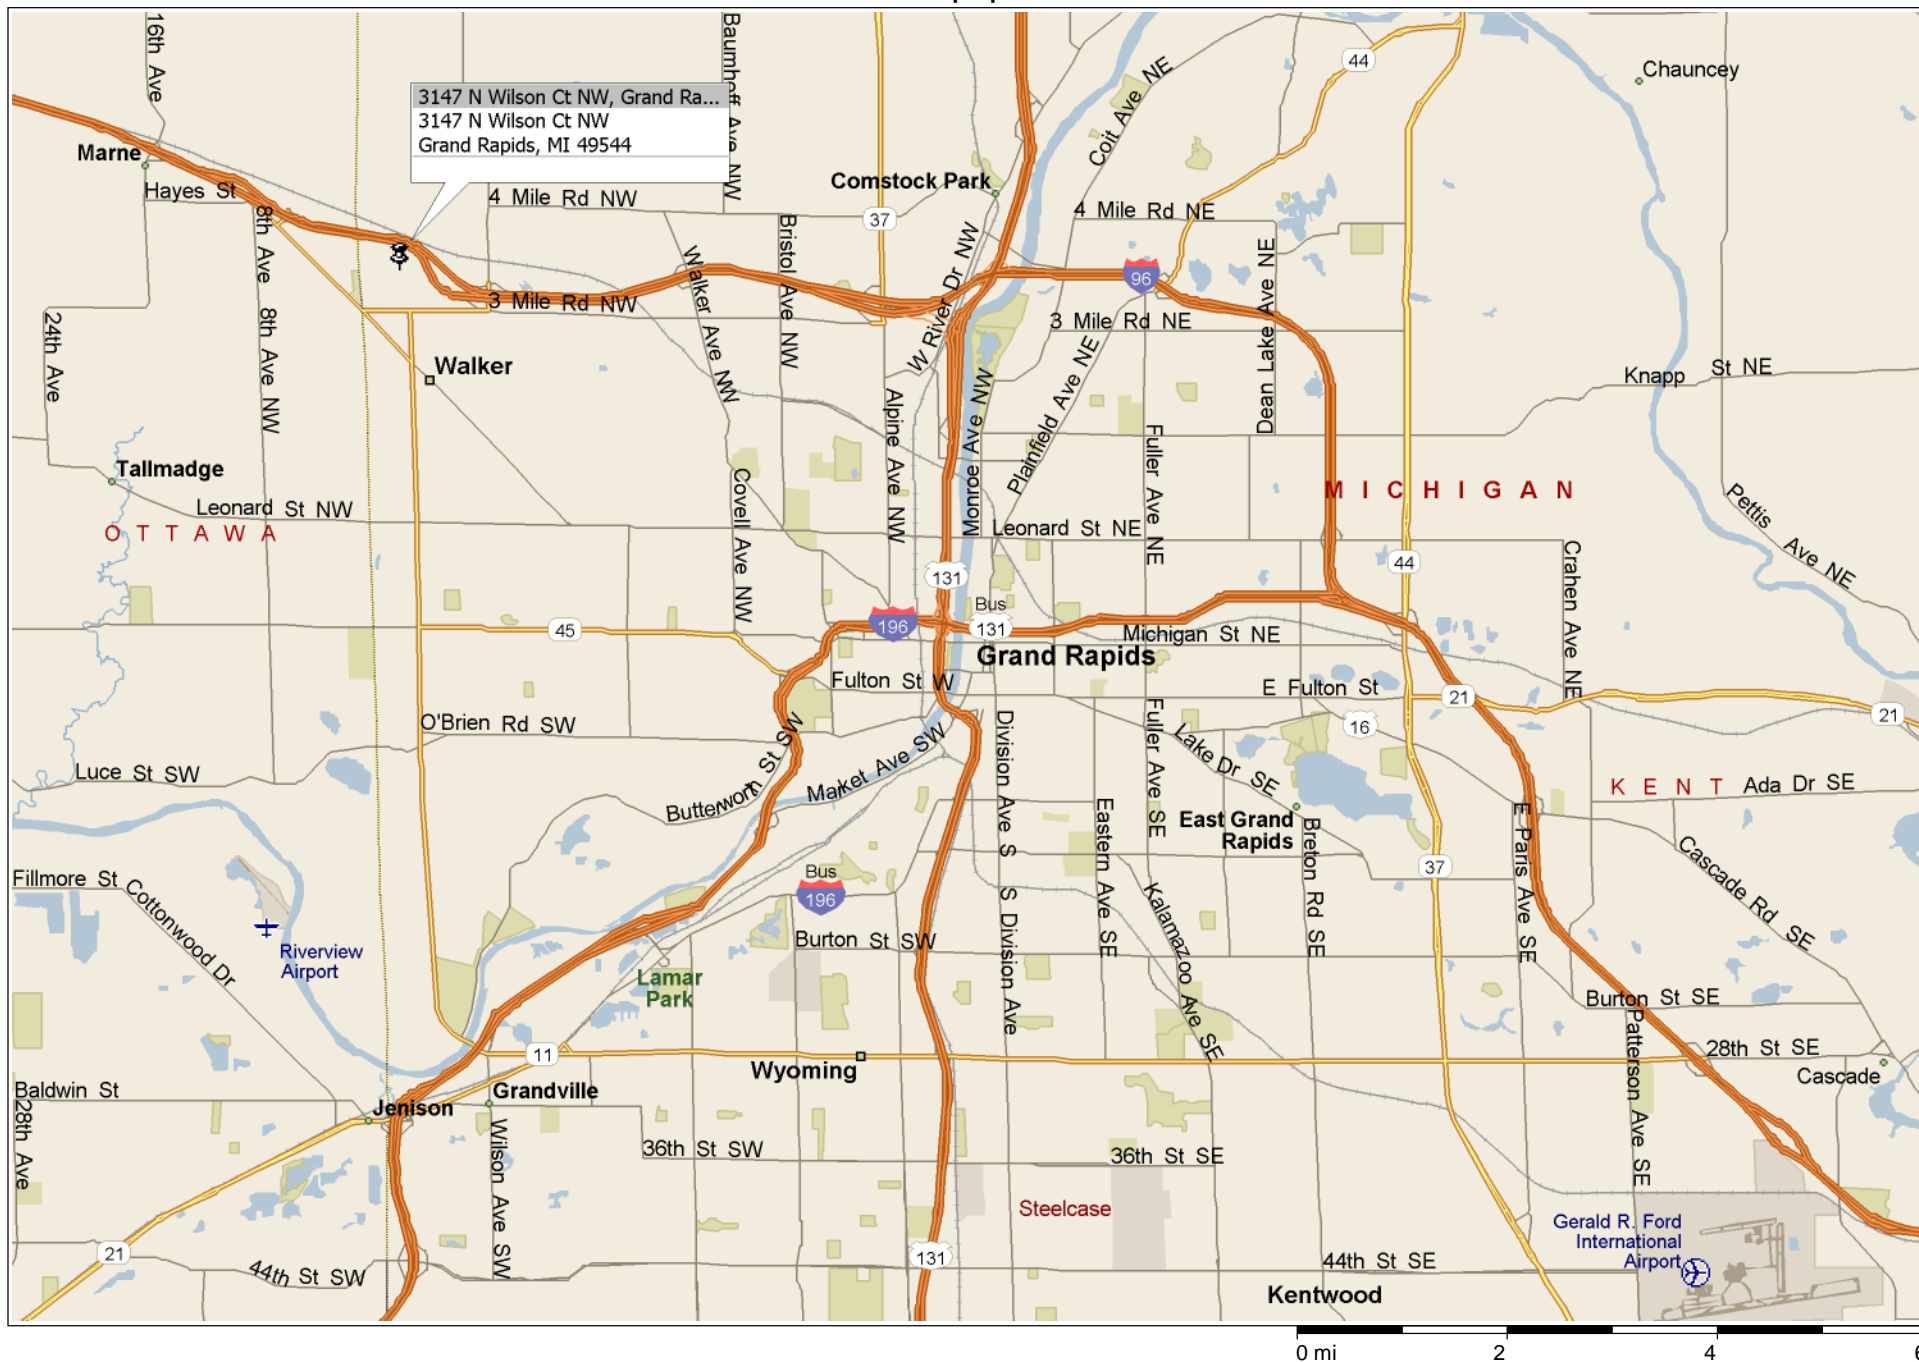 16th Ave
Baumhoff Ave NW
44
Chauncey
Coit Ave NE
3147 N Wilson Ct NW, Grand Ra...
3147 N Wilson Ct NW
Grand Rapids, MI 49544
Marne
Hayes St
4 Mile Rd NW
Comstock Park
37
4 Mile Rd NE
8th Ave
8th Ave NW
Bristol Ave NW
Walker Ave NW
W River Dr NW
Dean Lake Ave NE
96
3 Mile Rd NW
3 Mile Rd NE
24th Ave
Walker
Knapp St NE
Alpine Ave NW
Monroe Ave NW
Plainfield Ave NE
Fuller Ave NE
Tallmadge
Covell Ave NW
MICHIGAN
Leonard St NW
OTTAWA
Leonard St NE
Pettis Ave NE
Crahen Ave NE
131
44
Bus
131
196
45
Michigan St NE
Grand Rapids
Fulton St W
E Fulton St
21
21
16
O'Brien Rd SW
Butterworth St SW
Market Ave SW
Division Ave S
Fuller Ave SE
Lake Dr SE
Luce St SW
KENT
Ada Dr SE
Eastern Ave SE
East Grand
Rapids
Breton Rd SE
E Paris Ave SE
Cascade Rd SE
37
Bus
196
Fillmore St
Cottonwood Dr
Riverview
Airport
Kalamazoo Ave SE
S Division Ave
Burton St SW
Lamar
Park
Burton St SE
Patterson Ave SE
11
Wyoming
28th St SE
Cascade
Baldwin St
Grandville
Jenison
28th Ave
Wilson Ave SW
36th St SW
36th St SE
Steelcase
Gerald R. Ford
International
Airport
21
44th St SW
131
44th St SE
Kentwood
0 mi
2
4